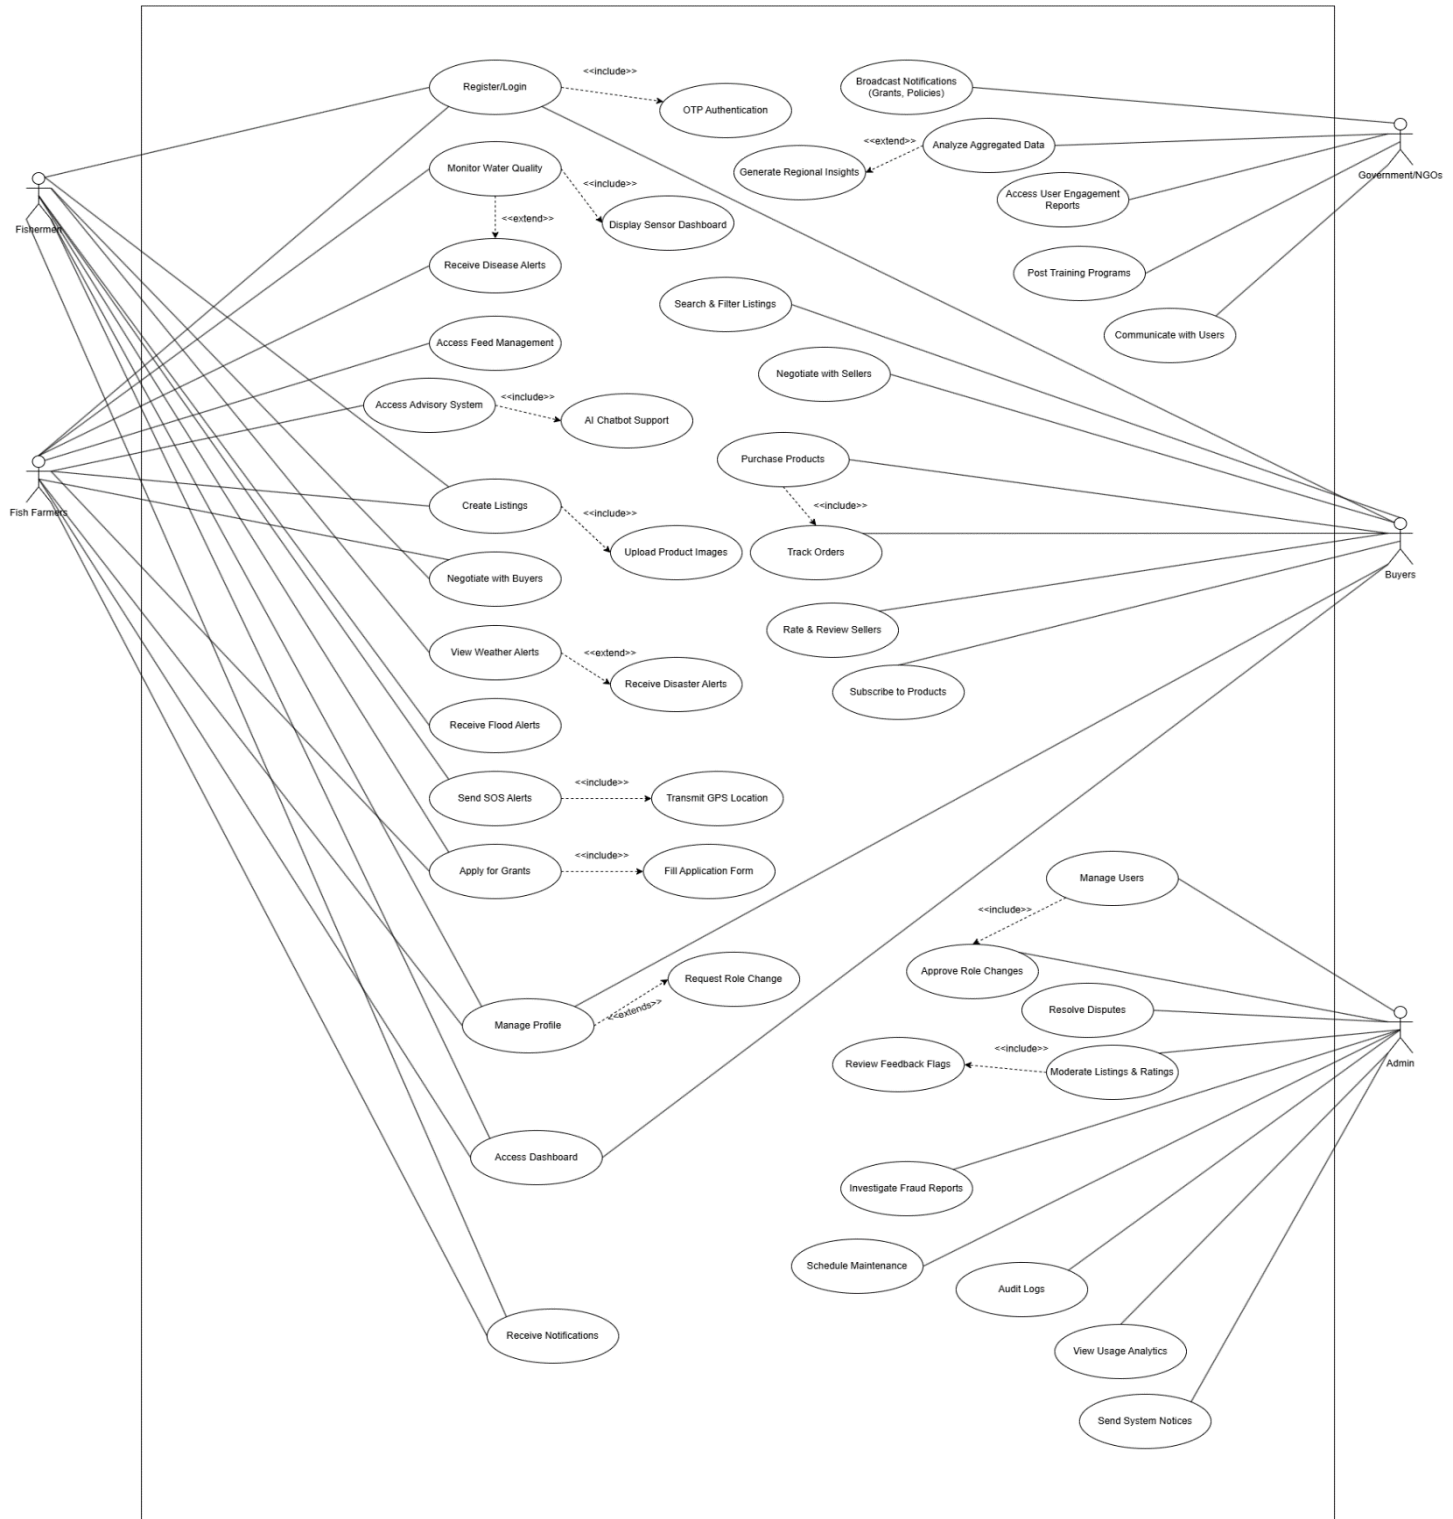 <<include>>
Register/Login
OTP Authentication
Broadcast Notifications
(Grants, Policies)
<<extend>>
Analyze Aggregated Data
Generate Regional Insights
Government/NGOs
Monitor Water Quality
<<include>>
Access User Engagement
Reports
Fishermen
<<extend>>
Display Sensor Dashboard
Receive Disease Alerts
Post Training Programs
Search & Filter Listings
Communicate with Users
Access Feed Management
Negotiate with Sellers
Access Advisory System
<<include>>
AI Chatbot Support
Purchase Products
Fish Farmers
Create Listings
<<include>>
<<include>>
Upload Product Images
Track Orders
Buyers
Negotiate with Buyers
Rate & Review Sellers
View Weather Alerts
<<extend>>
Receive Disaster Alerts
Subscribe to Products
Receive Flood Alerts
<<include>>
Send SOS Alerts
Transmit GPS Location
<<include>>
Apply for Grants
Fill Application Form
Manage Users
<<include>>
Approve Role Changes
Request Role Change
<<extends>>
Manage Profile
Resolve Disputes
<<include>>
Review Feedback Flags
Moderate Listings & Ratings
Admin
Access Dashboard
Investigate Fraud Reports
Schedule Maintenance
Audit Logs
Receive Notifications
View Usage Analytics
Send System Notices